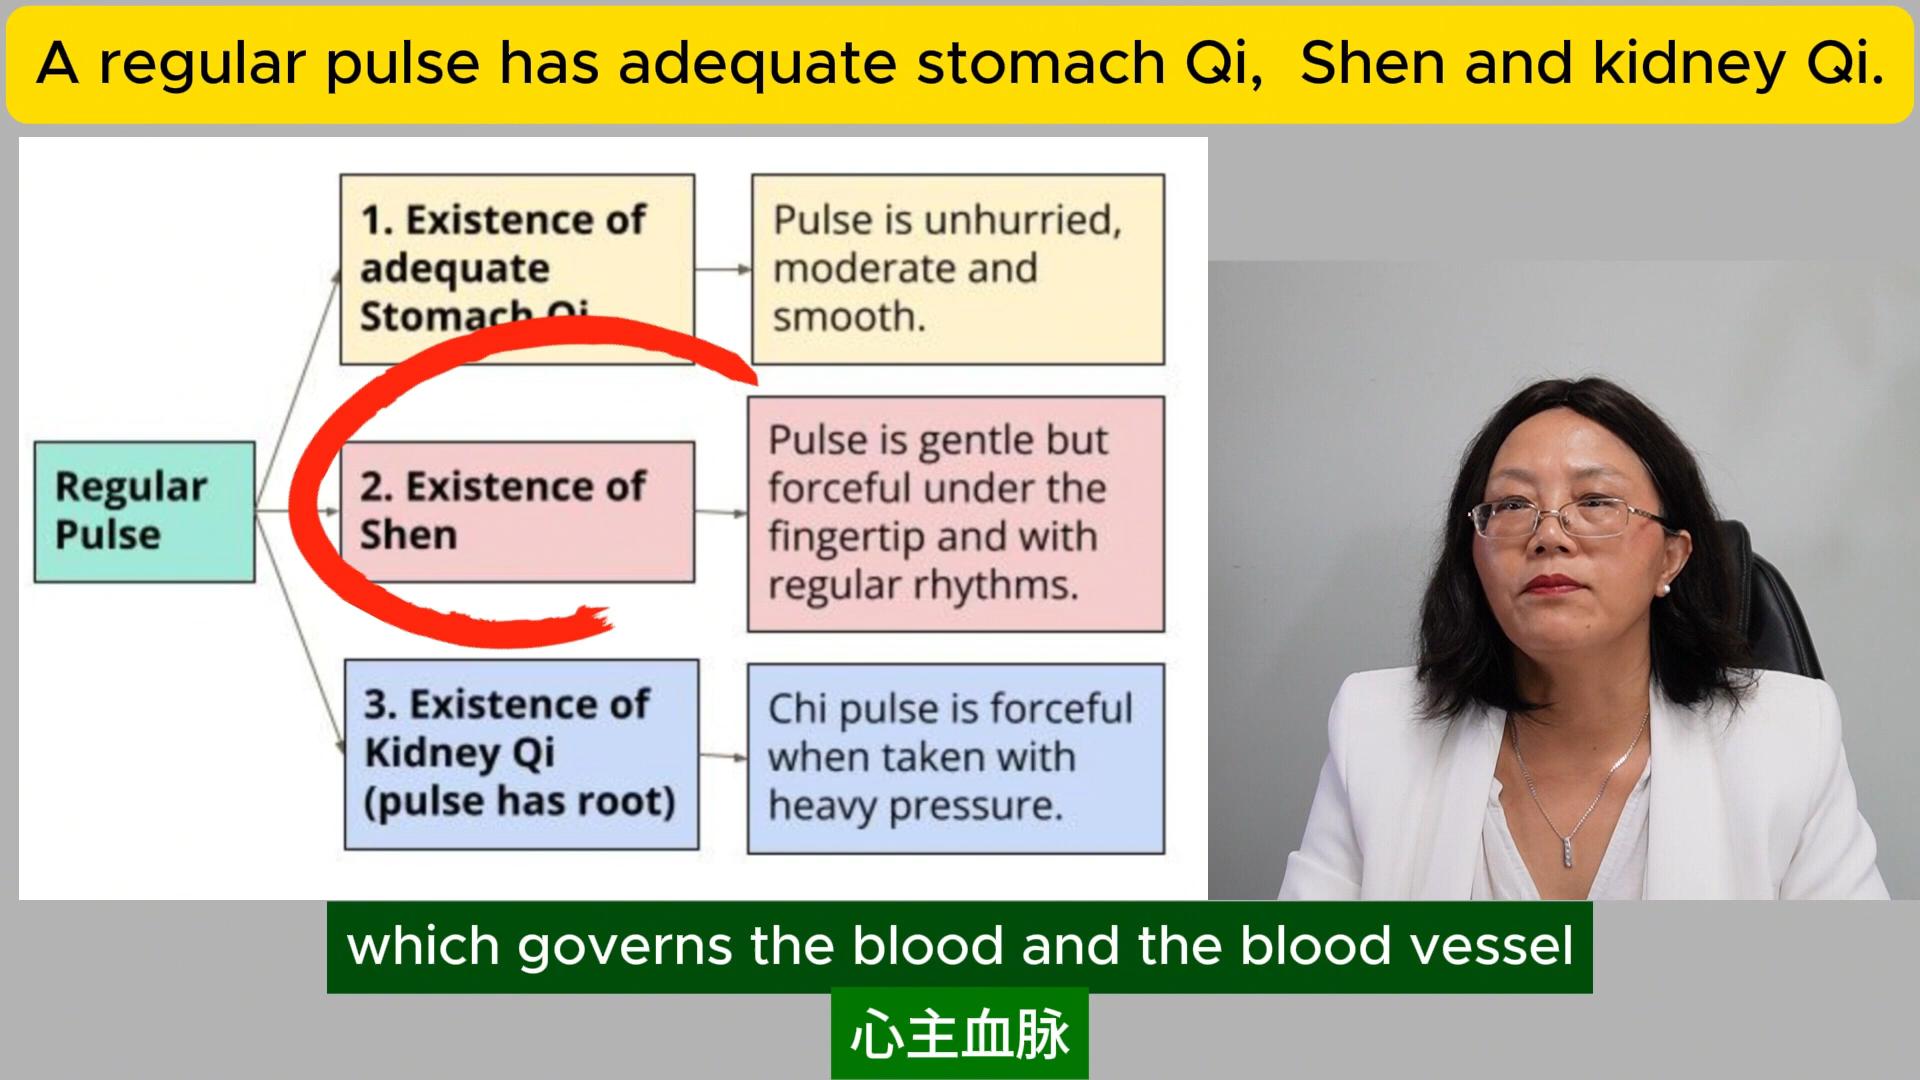 A regular pulse has adequate stomach Qi, Shen and kidney Qi.
Regular
Pulse
1. Existence of
adequate
Stomach Qi
Pulse is unhurried,
moderate and
smooth.
2. Existence of
Shen
Pulse is gentle but
forceful under the
fingertip and with
regular rhythms.
3. Existence of
Kidney Qi
(pulse has root)
Chi pulse is forceful
when taken with
heavy pressure.
which governs the blood and the blood vessel
心主血脉